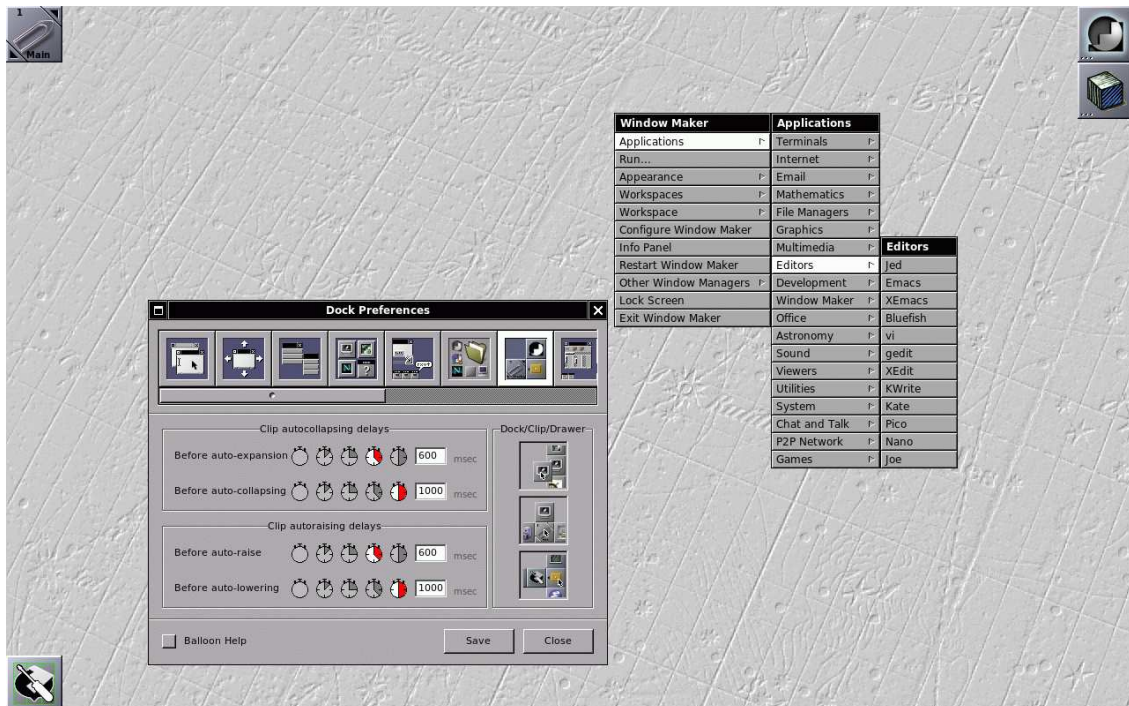 1
Main
Window Maker
Applications
Run...
Appearance
Workspaces
Workspace
Configure Window Maker
Info Panel
Restart Window Maker
Other Window Managers
Lock Screen
Exit Window Maker
Applications
Terminals
Internet
Email
Mathematics
File Managers
Graphics
Multimedia
Editors
Development
Window Maker
Office
Astronomy
Sound
Viewers
Utilities
System
Chat and Talk
P2P Network
Games
Editors
Jed
Emacs
XEmacs
Bluefish
vi
gedit
XEdit
KWrite
Kate
Pico
Nano
Joe
Dock Preferences
Clip autocollapsing delays
Before auto-expansion 600 msec
Before auto-collapsing 1000 msec
Clip autoraising delays
Before auto-raise 600 msec
Before auto-lowering 1000 msec
Dock/Clip/Drawer
Balloon Help
Save
Close